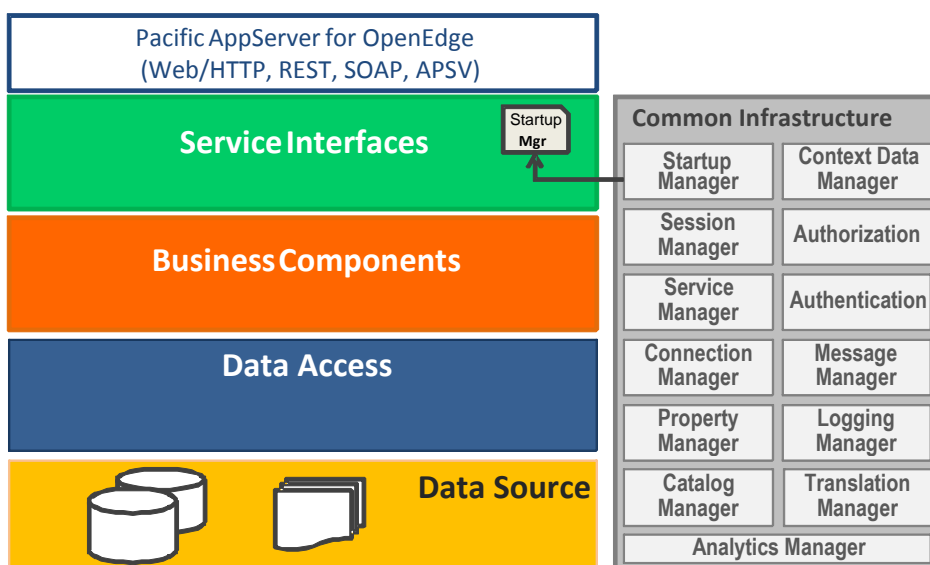 Pacific AppServer for OpenEdge
(Web/HTTP, REST, SOAP, APSV)
Service Interfaces
Startup
Mgr
Business Components
Data Access
Data Source
Common Infrastructure
Startup
Manager
Context Data
Manager
Session
Manager
Authorization
Service
Manager
Authentication
Connection
Manager
Message
Manager
Property
Manager
Logging
Manager
Catalog
Manager
Translation
Manager
Analytics Manager